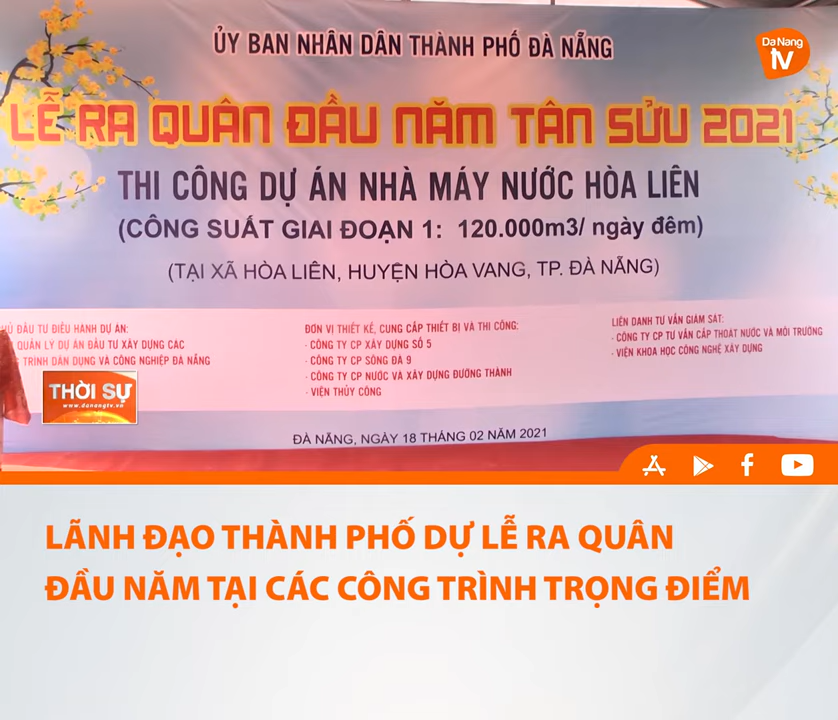 ỦY BAN NHÂN DÂN THÀNH PHỐ ĐÀ NẴNG
Da Nang
tv
LỄ RA QUÂN ĐẦU NĂM TÂN SỬU 2021
THI CÔNG DỰ ÁN NHÀ MÁY NƯỚC HÒA LIÊN
(CÔNG SUẤT GIAI ĐOẠN 1: 120.000m3/ ngày đêm)
(TẠI XÃ HÒA LIÊN, HUYỆN HÒA VANG, TP. ĐÀ NẴNG)
ĐẦU TƯ ĐIỀU HÀNH DỰ ÁN:
QUẢN LÝ DỰ ÁN ĐẦU TƯ XÂY DỰNG CÁC
TRÌNH DÂN DỤNG VÀ CÔNG NGHIỆP ĐÀ NẴNG
ĐƠN VỊ THIẾT KẾ, CUNG CẤP THIẾT BỊ VÀ THI CÔNG:
- CÔNG TY CP XÂY DỰNG SỐ 5
- CÔNG TY CP SÔNG ĐÀ 9
- CÔNG TY CP NƯỚC VÀ XÂY DỰNG ĐƯỜNG THÀNH
- VIỆN THỦY CÔNG
LIÊN DANH TƯ VẤN GIÁM SÁT:
- CÔNG TY CP TƯ VẤN CẤP THOÁT NƯỚC VÀ MÔI TRƯỜNG
- VIỆN KHOA HỌC CÔNG NGHỆ XÂY DỰNG
THỜI SỰ
www.danangtv.vn
ĐÀ NẴNG, NGÀY 18 THÁNG 02 NĂM 2021
LÃNH ĐẠO THÀNH PHỐ DỰ LỄ RA QUÂN
ĐẦU NĂM TẠI CÁC CÔNG TRÌNH TRỌNG ĐIỂM